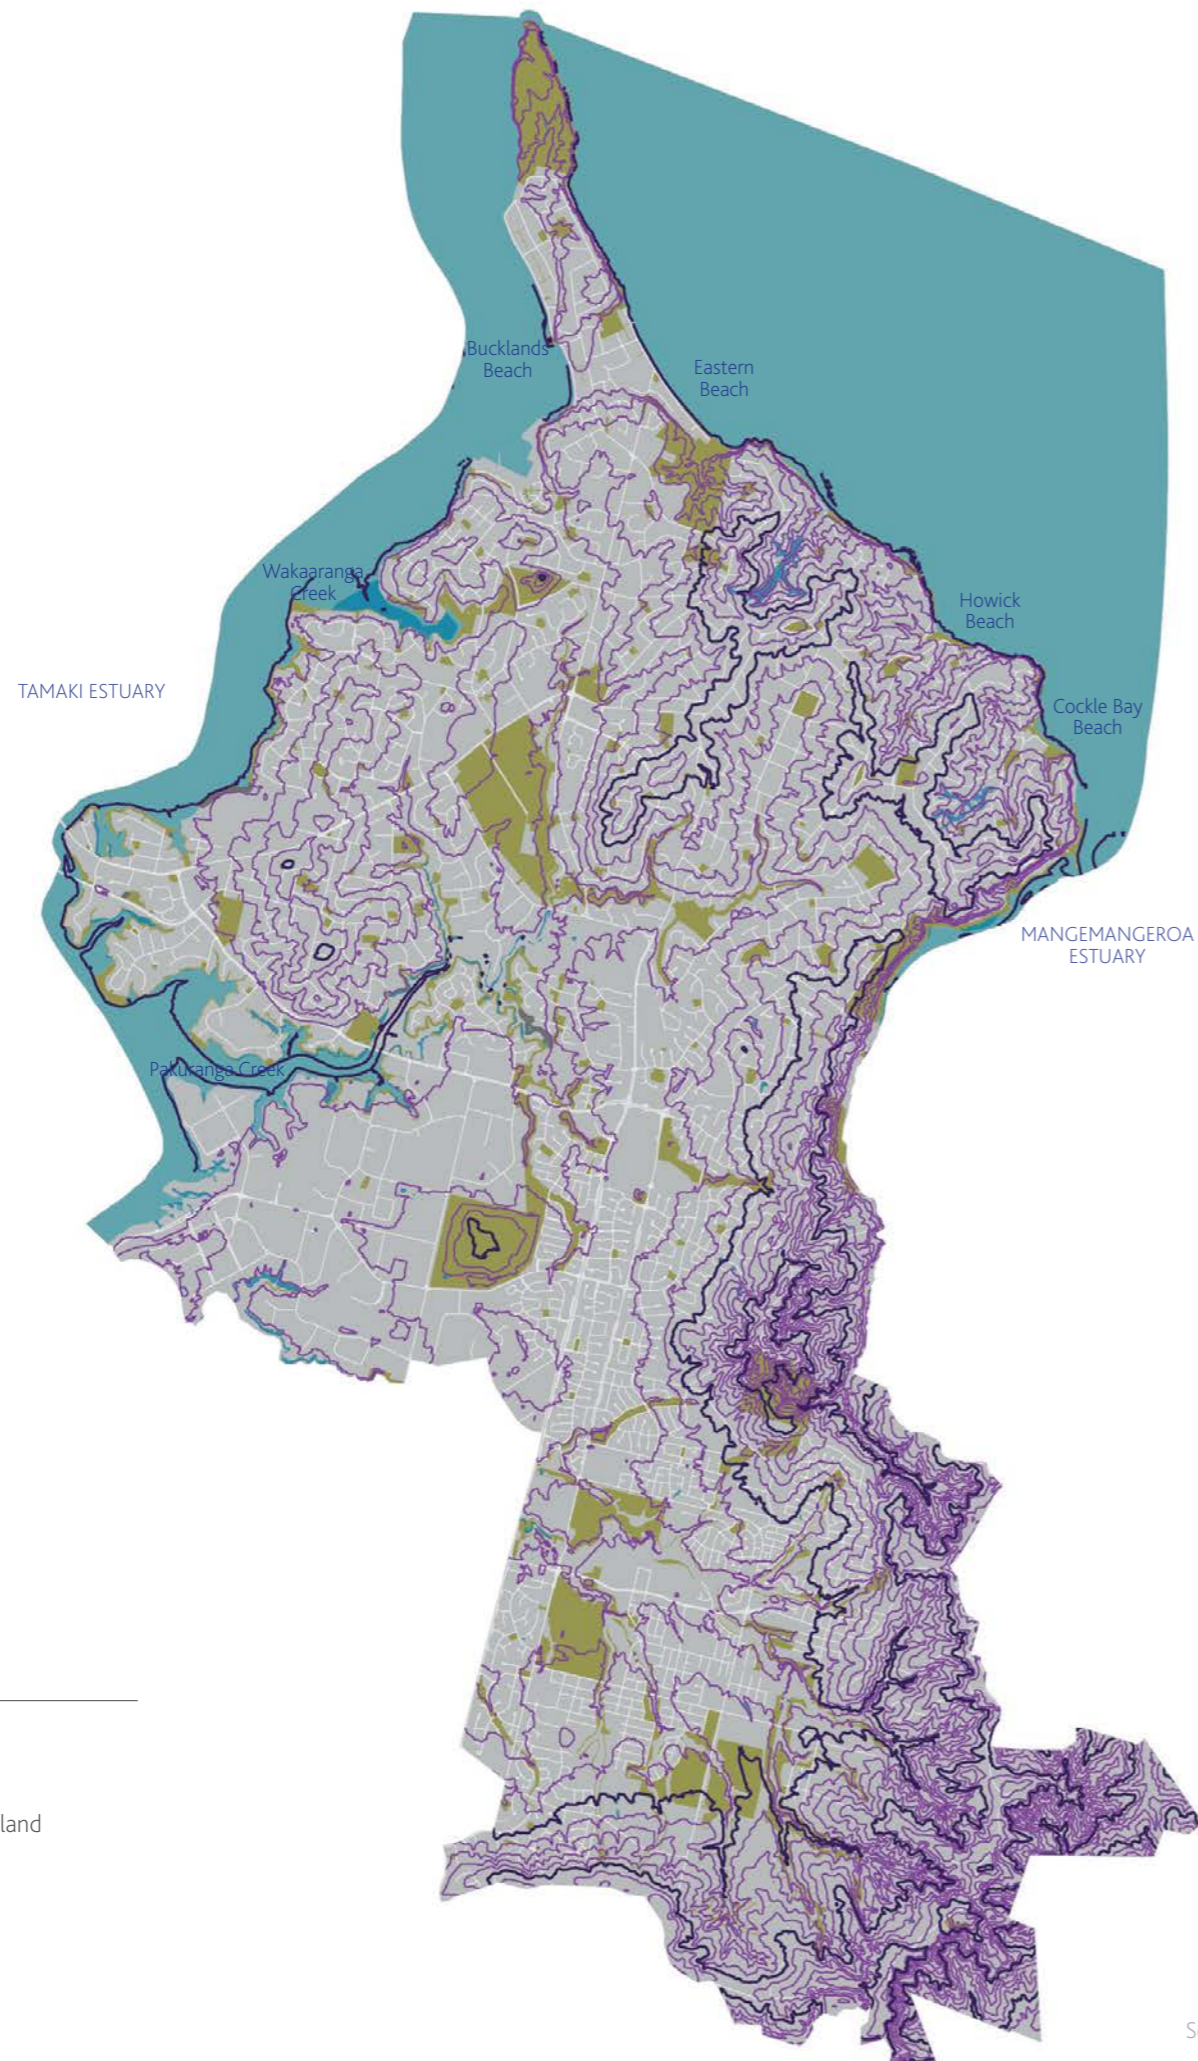 Bucklands
Beach
Eastern
Beach
Wakaaranga
Creek
Howick
Beach
TAMAKI ESTUARY
Cockle Bay
Beach
MANGEMANGEROA
ESTUARY
Pakuranga Creek
land